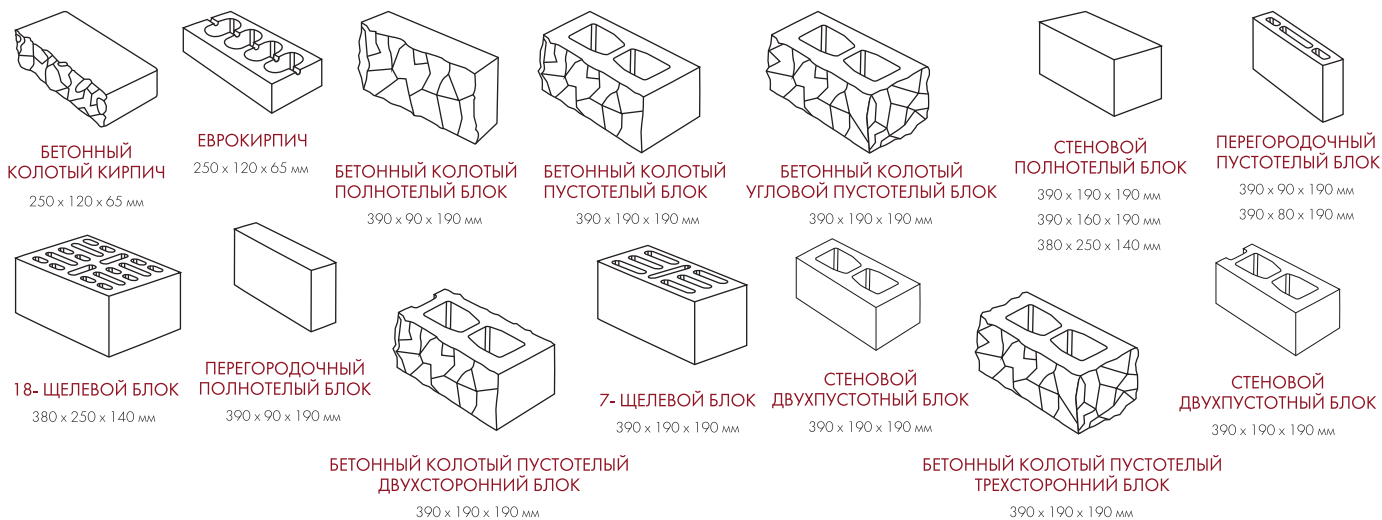 БЕТОННЫЙ
КОЛОТЫЙ КИРПИЧ
250 x 120 x 65 мм
ЕВРОКИРПИЧ
250 x 120 x 65 мм
БЕТОННЫЙ КОЛОТЫЙ
ПОЛНОТЕЛЫЙ БЛОК
390 x 90 x 190 мм
БЕТОННЫЙ КОЛОТЫЙ
ПУСТОТЕЛЫЙ БЛОК
390 x 190 x 190 мм
БЕТОННЫЙ КОЛОТЫЙ
УГЛОВОЙ ПУСТОТЕЛЫЙ БЛОК
390 x 190 x 190 мм
СТЕНОВОЙ
ПОЛНОТЕЛЫЙ БЛОК
390 x 190 x 190 мм
390 x 160 x 190 мм
380 x 250 x 140 мм
ПЕРЕГОРОДОЧНЫЙ
ПУСТОТЕЛЫЙ БЛОК
390 x 90 x 190 мм
390 x 80 x 190 мм
18- ЩЕЛЕВОЙ БЛОК
380 x 250 x 140 мм
ПЕРЕГОРОДОЧНЫЙ
ПОЛНОТЕЛЫЙ БЛОК
390 x 90 x 190 мм
БЕТОННЫЙ КОЛОТЫЙ ПУСТОТЕЛЫЙ
ДВУХСТОРОННИЙ БЛОК
390 x 190 x 190 мм
7- ЩЕЛЕВОЙ БЛОК
390 x 190 x 190 мм
СТЕНОВОЙ
ДВУХПУСТОТНЫЙ БЛОК
390 x 190 x 190 мм
БЕТОННЫЙ КОЛОТЫЙ ПУСТОТЕЛЫЙ
ТРЕХСТОРОННИЙ БЛОК
390 x 190 x 190 мм
СТЕНОВОЙ
ДВУХПУСТОТНЫЙ БЛОК
390 x 190 x 190 мм